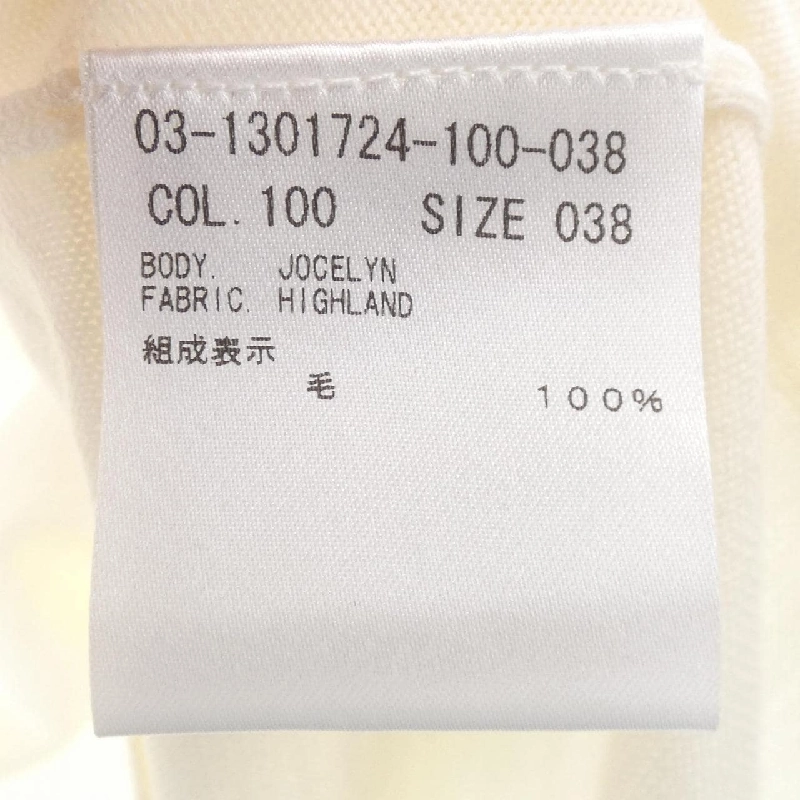 03-1301724-100-038
COL. 100 SIZE 038
BODY. JOCELYN
FABRIC. HIGHLAND
組成表示
毛 100%